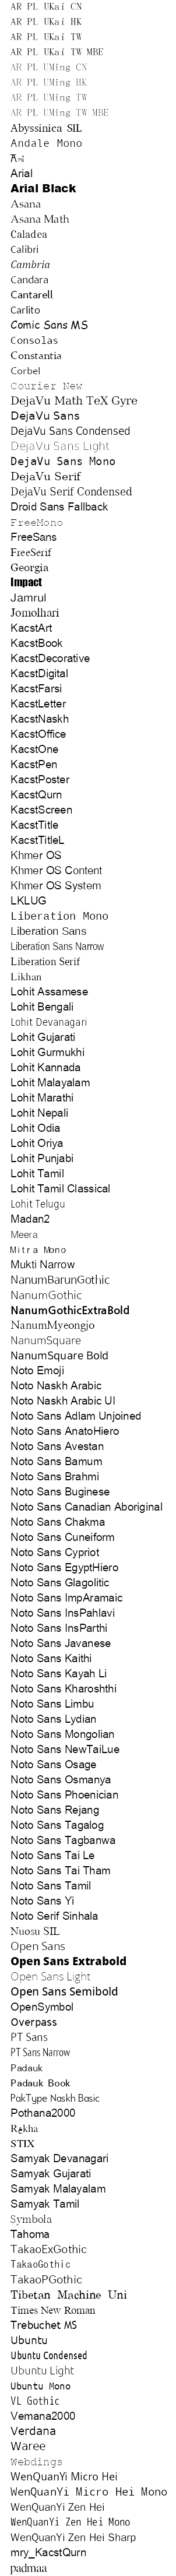 AR PL UKai CN
AR PL UKai HK
AR PL UKai TW
AR PL UKai TW MBE
AR PL UMing CN
AR PL UMing HK
AR PL UMing TW
AR PL UMing TW MBE
Abyssinica SIL
Andale Mono
Arial
Arial Black
Asana
Asana Math
Caladea
Calibri
Cambria
Candara
Cantarell
Carlito
Comic Sans MS
Consolas
Constantia
Corbel
Courier New
DejaVu Math TeX Gyre
DejaVu Sans
DejaVu Sans Condensed
DejaVu Sans Light
DejaVu Sans Mono
DejaVu Serif
DejaVu Serif Condensed
Droid Sans Fallback
FreeMono
FreeSans
FreeSerif
Georgia
Impact
Jamrul
Jomolhari
KacstArt
KacstBook
KacstDecorative
KacstDigital
KacstFarsi
KacstLetter
KacstNaskh
KacstOffice
KacstOne
KacstPen
KacstPoster
KacstQurn
KacstScreen
KacstTitle
KacstTitleL
Khmer OS
Khmer OS Content
Khmer OS System
LKLUG
Liberation Mono
Liberation Sans
Liberation Sans Narrow
Liberation Serif
Likhan
Lohit Assamese
Lohit Bengali
Lohit Devanagari
Lohit Gujarati
Lohit Gurmukhi
Lohit Kannada
Lohit Malayalam
Lohit Marathi
Lohit Nepali
Lohit Odia
Lohit Oriya
Lohit Punjabi
Lohit Tamil
Lohit Tamil Classical
Lohit Telugu
Madan2
Meera
Mitra Mono
Mukti Narrow
NanumBarunGothic
NanumGothic
NanumGothicExtraBold
NanumMyeongjo
NanumSquare
NanumSquare Bold
Noto Emoji
Noto Naskh Arabic
Noto Naskh Arabic UI
Noto Sans Adlam Unjoined
Noto Sans AnatoHiero
Noto Sans Avestan
Noto Sans Bamum
Noto Sans Brahmi
Noto Sans Buginese
Noto Sans Canadian Aboriginal
Noto Sans Chakma
Noto Sans Cuneiform
Noto Sans Cypriot
Noto Sans EgyptHiero
Noto Sans Glagolitic
Noto Sans ImpAramaic
Noto Sans InsPahlavi
Noto Sans InsParthi
Noto Sans Javanese
Noto Sans Kaithi
Noto Sans Kayah Li
Noto Sans Kharoshthi
Noto Sans Limbu
Noto Sans Lydian
Noto Sans Mongolian
Noto Sans NewTaiLue
Noto Sans Osage
Noto Sans Osmanya
Noto Sans Phoenician
Noto Sans Rejang
Noto Sans Tagalog
Noto Sans Tagbanwa
Noto Sans Tai Le
Noto Sans Tai Tham
Noto Sans Tamil
Noto Sans Yi
Noto Serif Sinhala
Nuosu SIL
Open Sans
Open Sans Extrabold
Open Sans Light
Open Sans Semibold
OpenSymbol
Overpass
PT Sans
PT Sans Narrow
Padauk
Padauk Book
PakType Naskh Basic
Pothana2000
Rekha
STIX
Samyak Devanagari
Samyak Gujarati
Samyak Malayalam
Samyak Tamil
Symbola
Tahoma
TakaoExGothic
TakaoGothic
TakaoPGothic
Tibetan Machine Uni
Times New Roman
Trebuchet MS
Ubuntu
Ubuntu Condensed
Ubuntu Light
Ubuntu Mono
VL Gothic
Vemana2000
Verdana
Waree
Webdings
WenQuanYi Micro Hei
WenQuanYi Micro Hei Mono
WenQuanYi Zen Hei
WenQuanYi Zen Hei Mono
WenQuanYi Zen Hei Sharp
mry_KacstQurn
padmaa